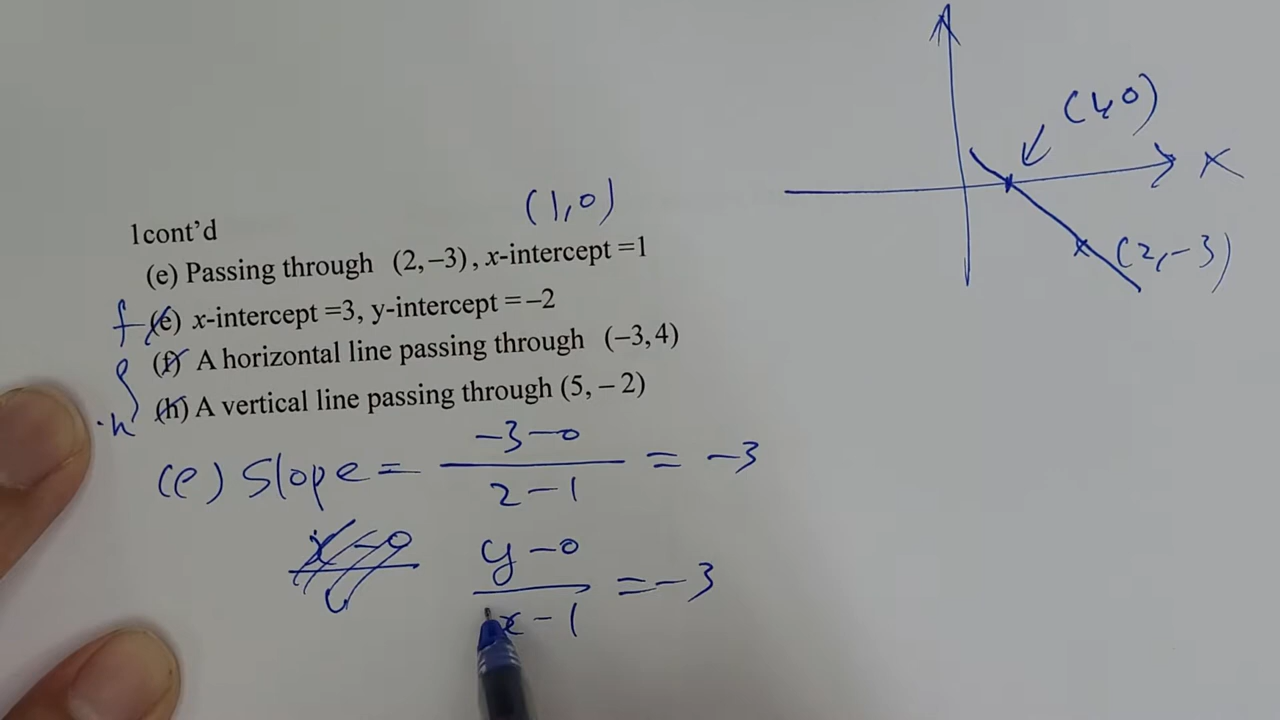 (1,0)
x
(2,-3)
(1,0)
1cont’d
(e) Passing through (2,−3), x-intercept =1
f (e) x-intercept =3, y-intercept =−2
g (f) A horizontal line passing through (−3,4)
h (h) A vertical line passing through (5, − 2)
(e) Slope = -3-0 / 2-1 = -3
y-0 / x-1 = -3